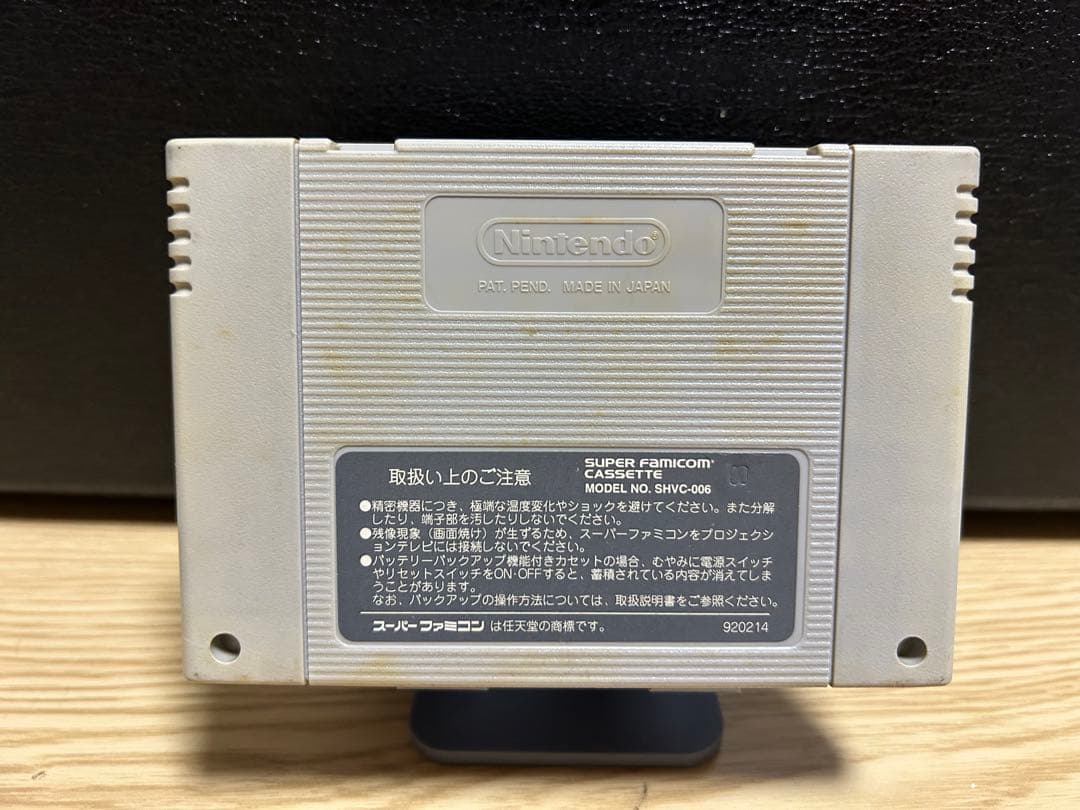 Nintendo®
PAT. PEND. MADE IN JAPAN
取扱い上のご注意
SUPER FAMICOM
CASSETTE
MODEL NO. SHVC-006
●精密機器につき、極端な温度変化やショックを避けてください。また分解
したり、端子部を汚したりしないでください。
●残像現象(画面焼け)が生ずるため、スーパーファミコンをプロジェクシ
ョンテレビには接続しないでください。
●バッテリーバックアップ機能付きカセットの場合、むやみに電源スイッチ
やリセットスイッチをON・OFFすると、蓄積されている内容が消えてしま
うことがあります。
なお、バックアップの操作方法については、取扱説明書をご参照ください。
スーパーファミコン は任天堂の商標です。
920214